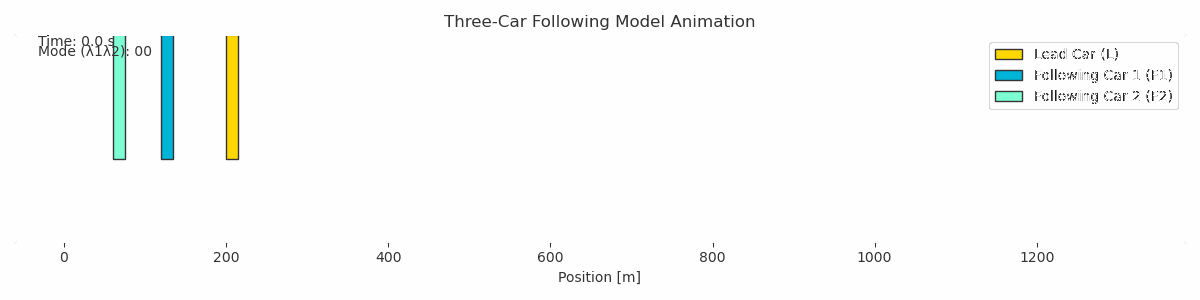 Three-Car Following Model Animation
Time: 0.0 s
Mode (λ1λ2): 00
Lead Car (L)
Following Car 1 (F1)
Following Car 2 (F2)
0 200 400 600 800 1000 1200
Position [m]